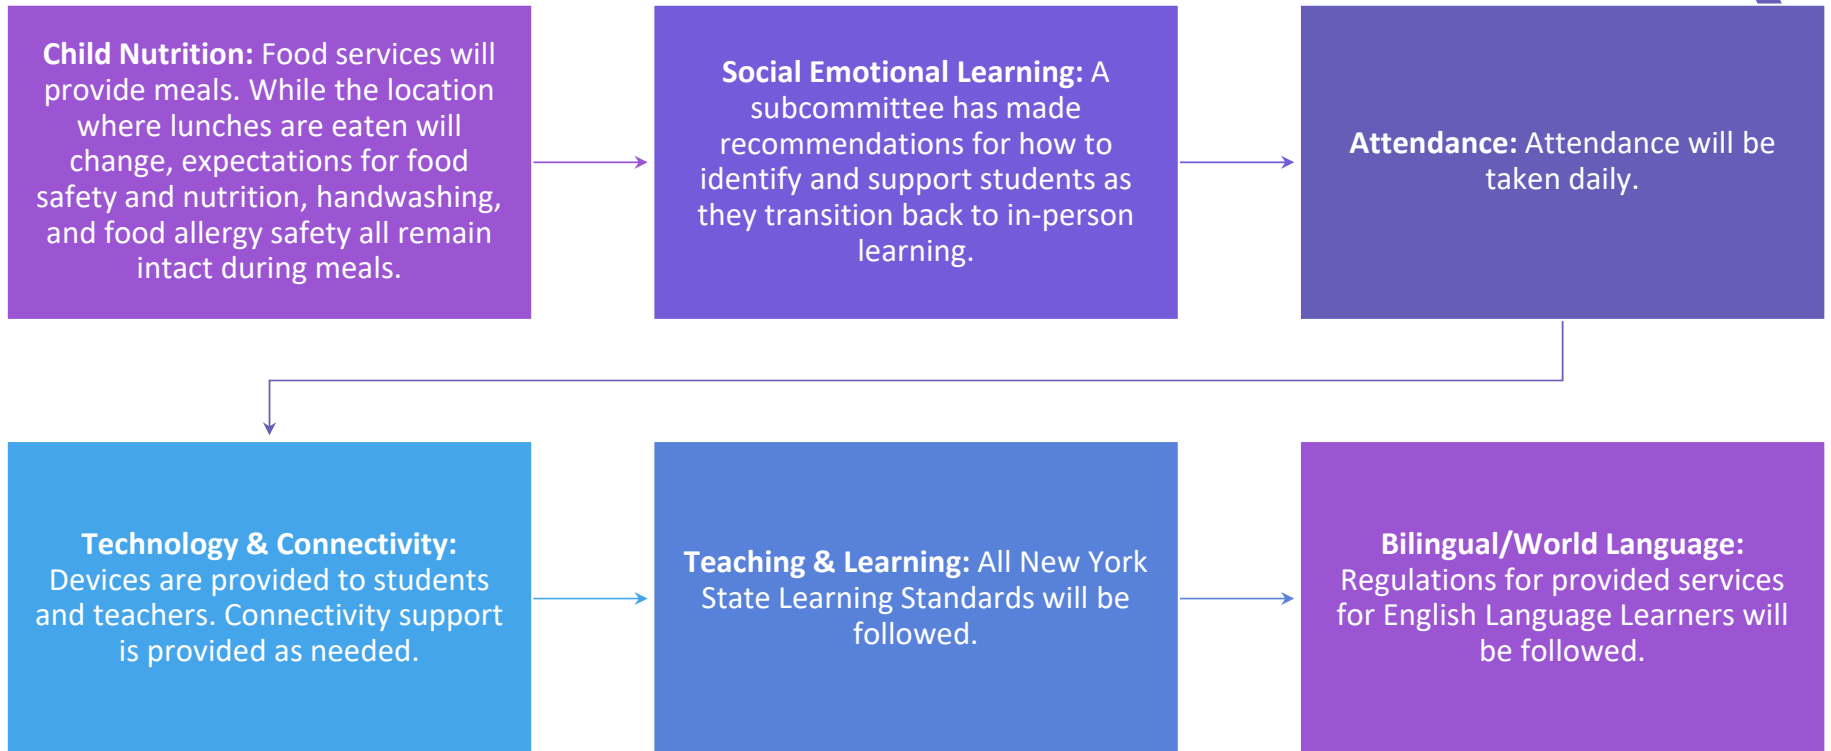 Child Nutrition: Food services will
provide meals. While the location
where lunches are eaten will
change, expectations for food
safety and nutrition, handwashing,
and food allergy safety all remain
intact during meals.
Social Emotional Learning: A
subcommittee has made
recommendations for how to
identify and support students as
they transition back to in-person
learning.
Attendance: Attendance will be
taken daily.
Technology & Connectivity:
Devices are provided to students
and teachers. Connectivity support
is provided as needed.
Teaching & Learning: All New York
State Learning Standards will be
followed.
Bilingual/World Language:
Regulations for provided services
for English Language Learners will
be followed.